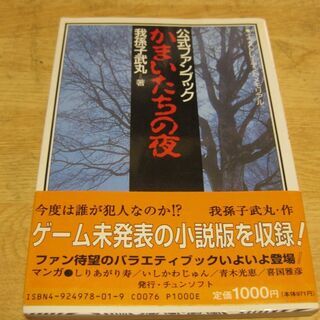 公式ファンブック
かまいたちの夜
我孫子武丸 著
今度は誰が犯人なのか!?
我孫子武丸・作
ゲーム未発表の小説版を収録!
ファン待望のバラエティブックいよいよ登場
マンガ●しりあがり寿/いしかわじゅん/青木光恵/喜国雅彦
発行・チュンソフト
ISBN4-924978-01-9 C0076 P1000E
定価1000円(本体971円)